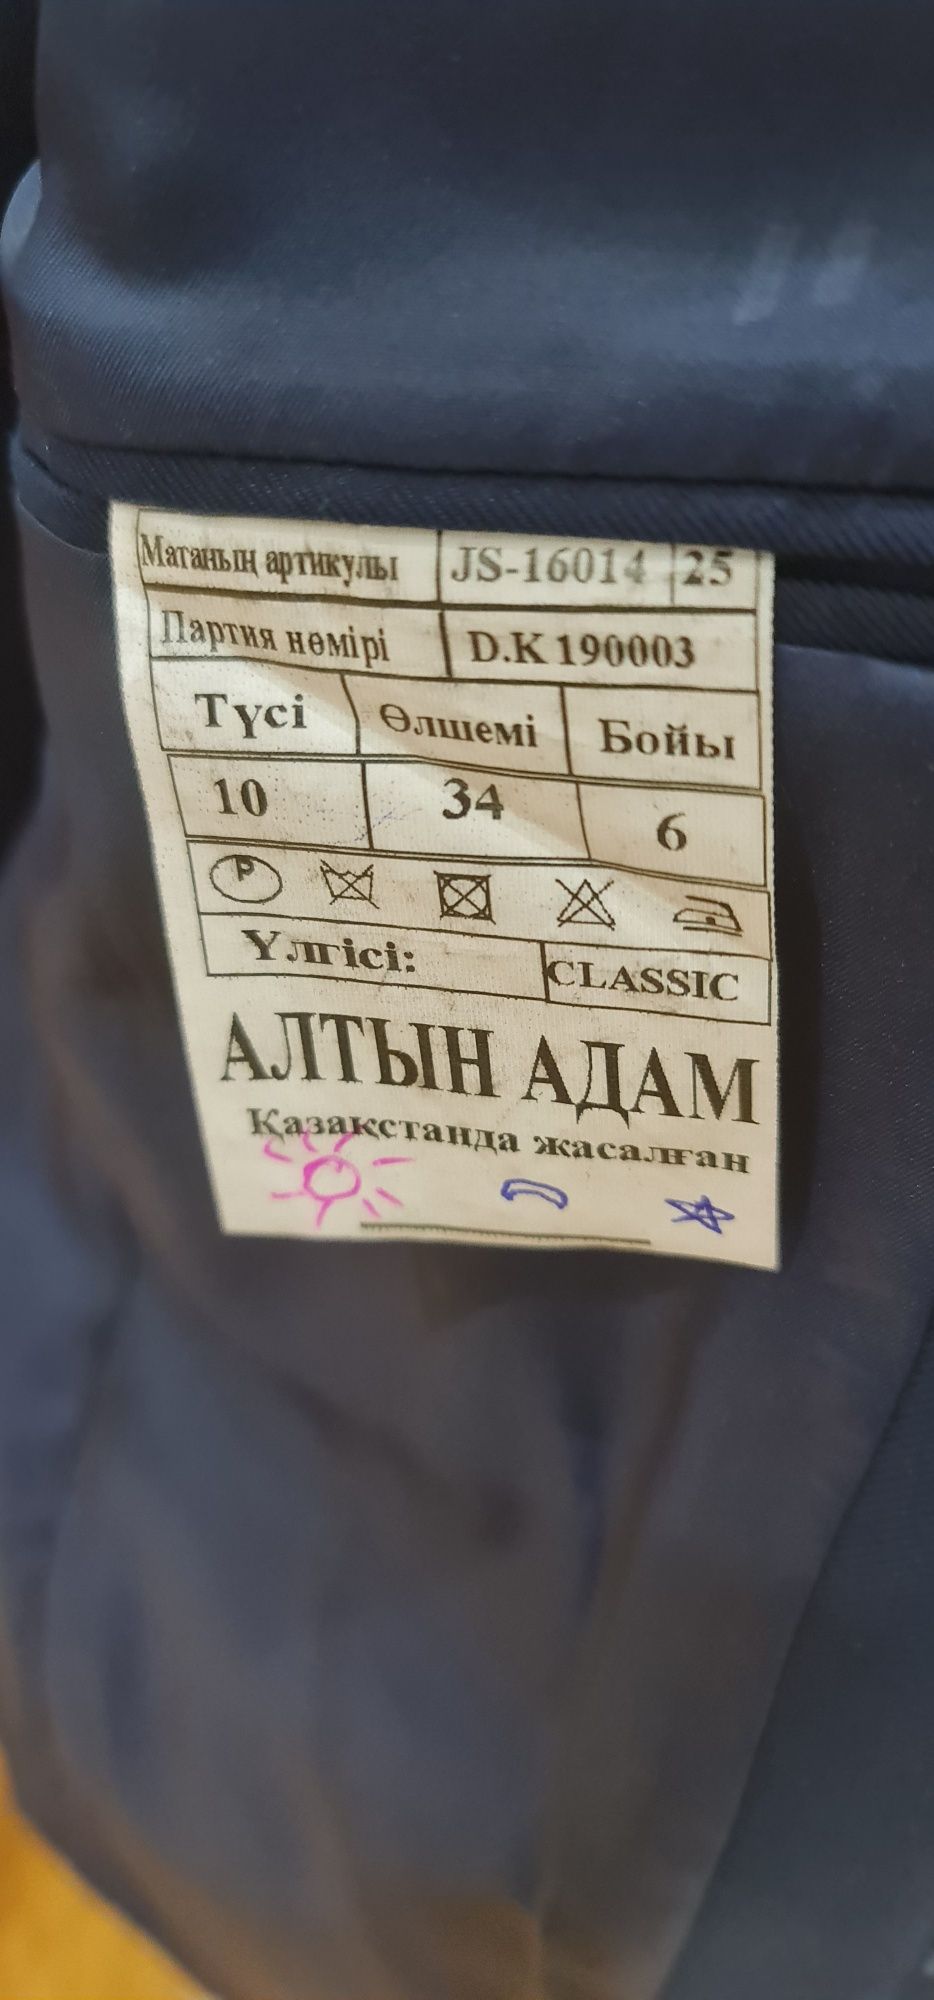 Матаның артикулы JS-16014 25
Партия нөмірі D.K 190003
Түсі Өлшемі Бойы
10 34 6
P
Үлгісі: CLASSIC
АЛТЫН АДАМ
Қазақстанда жасалған